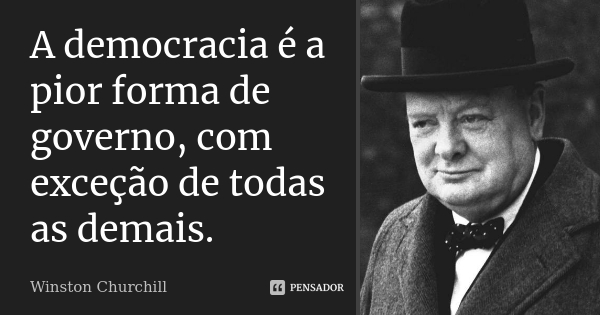 A democracia é a
pior forma de
governo, com
exceção de todas
as demais.
Winston Churchill
PENSADOR